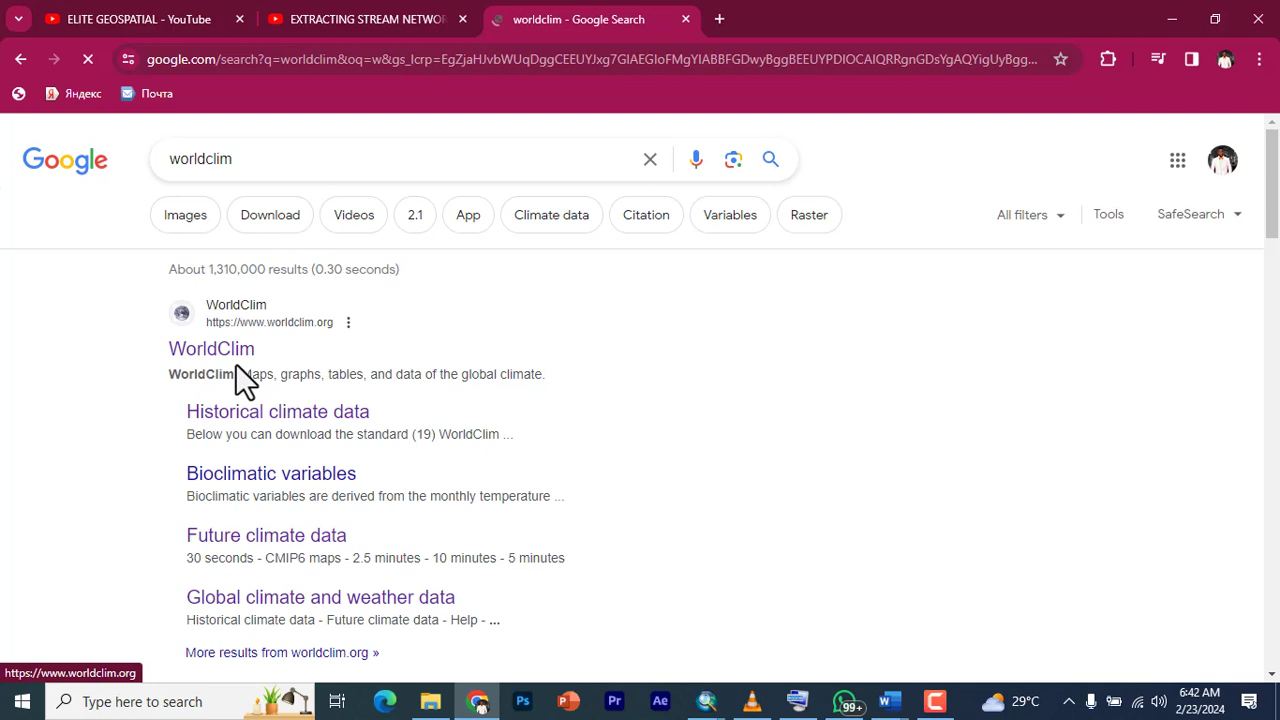 ELITE GEOSPATIAL - YouTube
EXTRACTING STREAM NETWOR
worldclim - Google Search
google.com/search?q=worldclim&oq=w&gs_lcrp=EgZjaHJvbWUqDggCEEUYJxg7GIAEGIoFMgYIABBFGDwyBggBEEUYPDIOCAIQRRgnGDsYgAQYigUyBgg...
Яндекс
Почта
Google
worldclim
Images
Download
Videos
2.1
App
Climate data
Citation
Variables
Raster
All filters
Tools
SafeSearch
About 1,310,000 results (0.30 seconds)
WorldClim
https://www.worldclim.org
WorldClim
WorldClim Maps, graphs, tables, and data of the global climate.
Historical climate data
Below you can download the standard (19) WorldClim ...
Bioclimatic variables
Bioclimatic variables are derived from the monthly temperature ...
Future climate data
30 seconds - CMIP6 maps - 2.5 minutes - 10 minutes - 5 minutes
Global climate and weather data
Historical climate data - Future climate data - Help - ...
More results from worldclim.org »
https://www.worldclim.org
Type here to search
Ps
Pr
Ae
99+
W
29°C
6:42 AM
2/23/2024